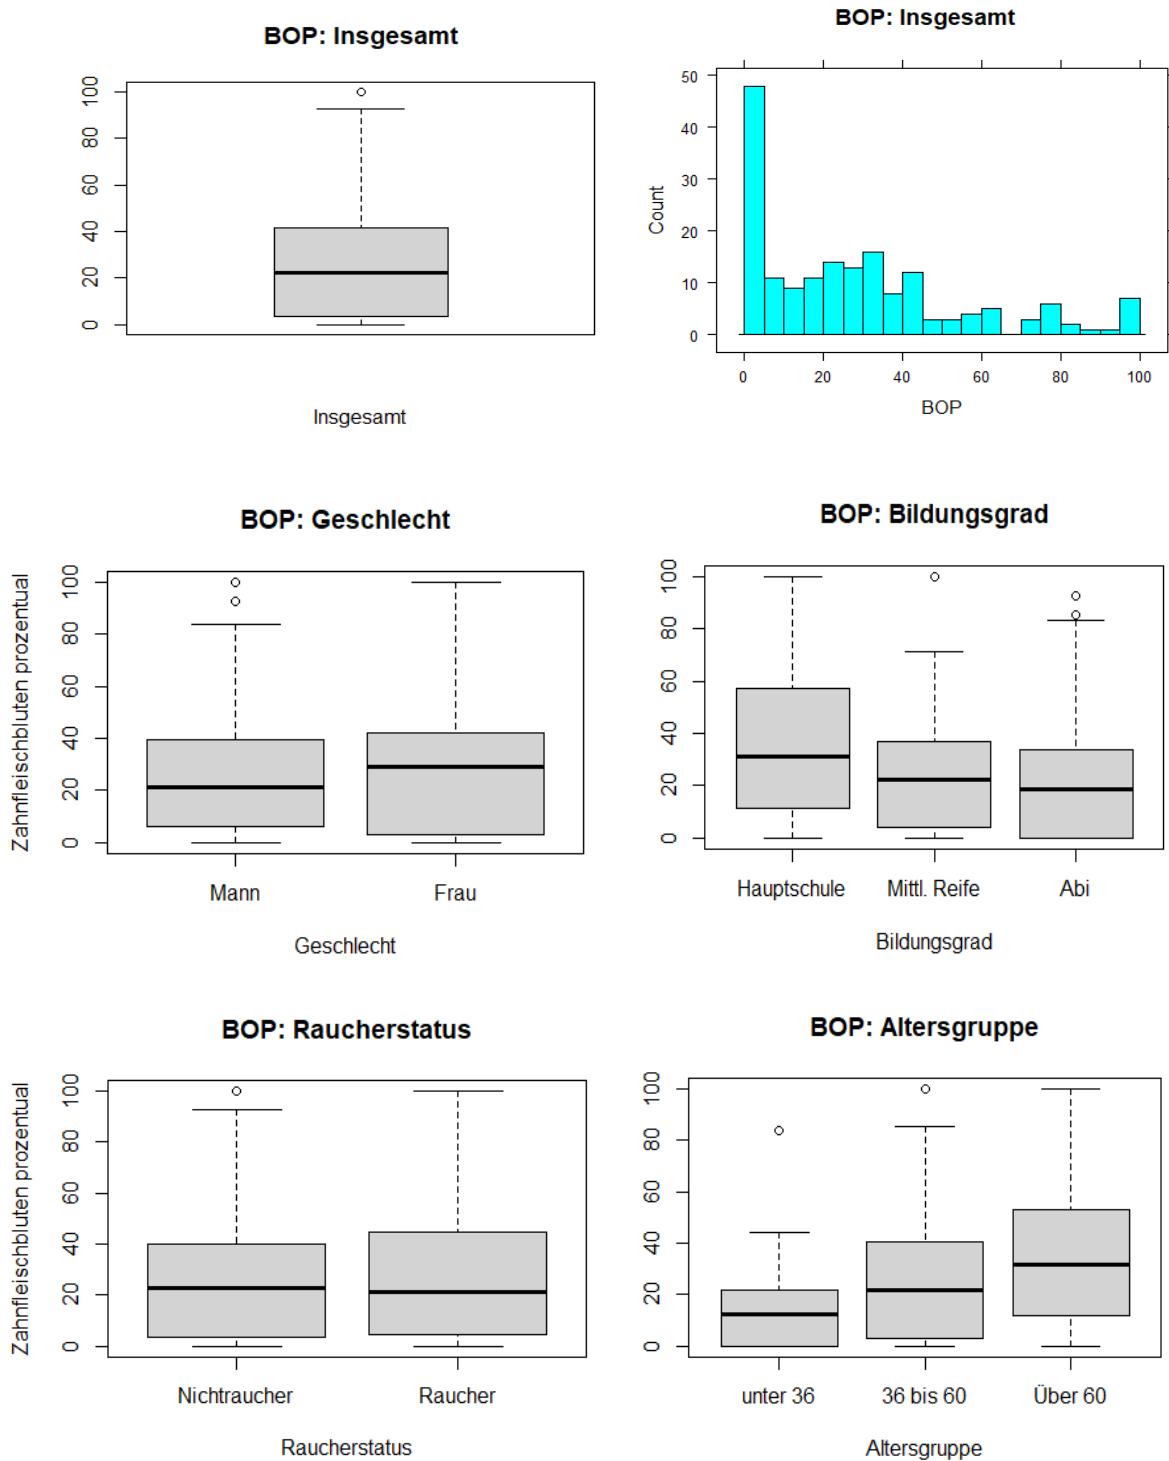 BOP: Insgesamt
0 20 40 60 80 100
Insgesamt
BOP: Insgesamt
Count
50
40
30
20
10
0
0 20 40 60 80 100
BOP
BOP: Geschlecht
Zahnfleischbluten prozentual
0 20 40 60 80 100
Mann Frau
Geschlecht
BOP: Bildungsgrad
0 20 40 60 80 100
Hauptschule Mittl. Reife Abi
Bildungsgrad
BOP: Raucherstatus
Zahnfleischbluten prozentual
0 20 40 60 80 100
Nichtraucher Raucher
Raucherstatus
BOP: Altersgruppe
0 20 40 60 80 100
unter 36 36 bis 60 Über 60
Altersgruppe